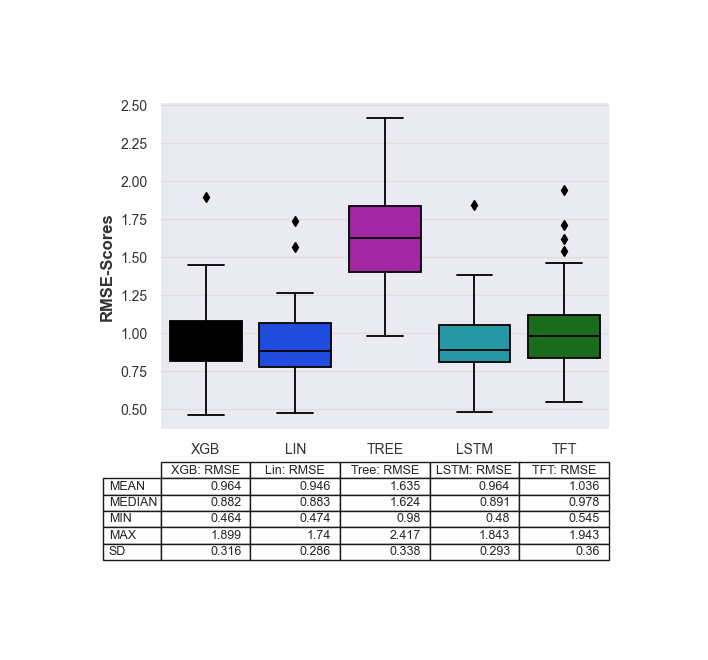 2.50
2.25
2.00
1.75
1.50
1.25
1.00
0.75
0.50
RMSE-Scores
XGB LIN TREE LSTM TFT
XGB: RMSE Lin: RMSE Tree: RMSE LSTM: RMSE TFT: RMSE
MEAN 0.964 0.946 1.635 0.964 1.036
MEDIAN 0.882 0.883 1.624 0.891 0.978
MIN 0.464 0.474 0.98 0.48 0.545
MAX 1.899 1.74 2.417 1.843 1.943
SD 0.316 0.286 0.338 0.293 0.36